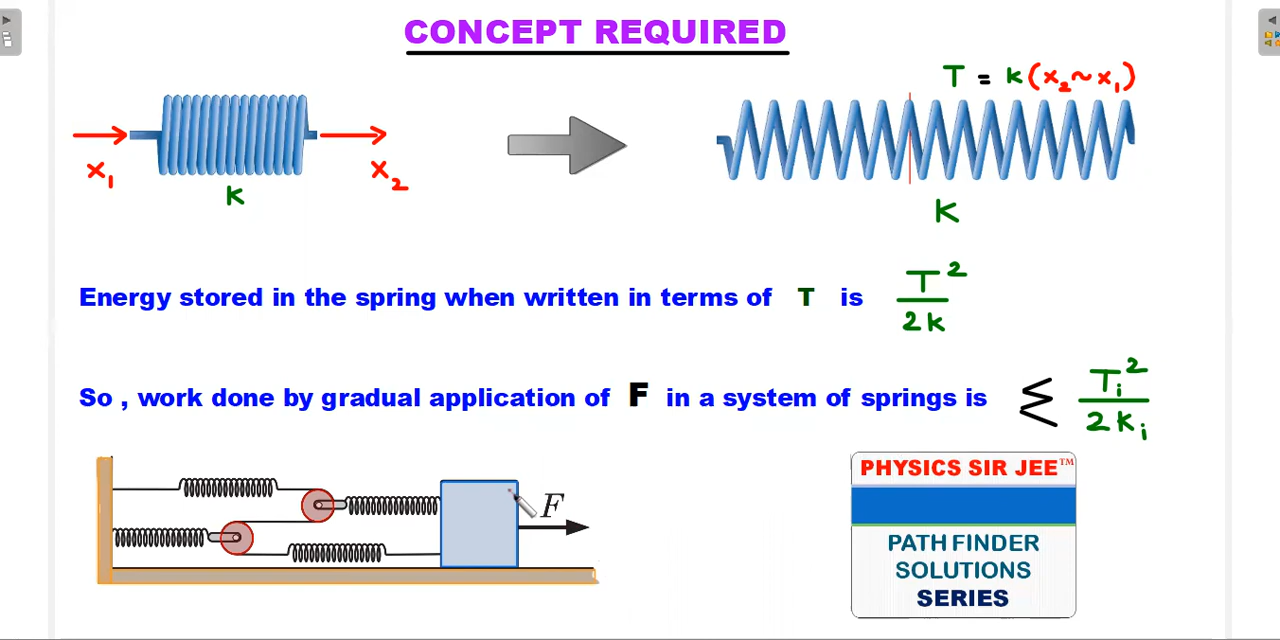 CONCEPT REQUIRED
T = k(x₂ ~ x₁)
x₁
k
x₂
K
Energy stored in the spring when written in terms of T is T²/2k
So , work done by gradual application of F in a system of springs is Σ Tᵢ²/2kᵢ
F
PHYSICS SIR JEE™
PATH FINDER
SOLUTIONS
SERIES